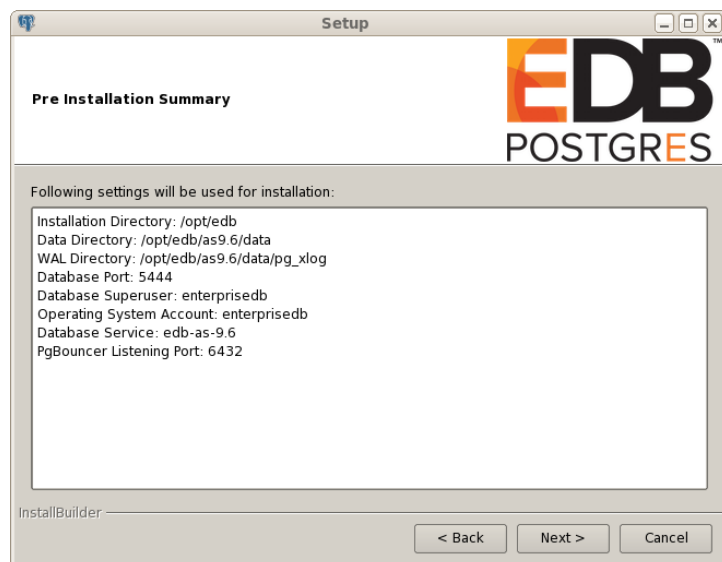 Setup
Pre Installation Summary
EDB™
POSTGRES
Following settings will be used for installation:
Installation Directory: /opt/edb
Data Directory: /opt/edb/as9.6/data
WAL Directory: /opt/edb/as9.6/data/pg_xlog
Database Port: 5444
Database Superuser: enterprisedb
Operating System Account: enterprisedb
Database Service: edb-as-9.6
PgBouncer Listening Port: 6432
InstallBuilder
< Back Next > Cancel